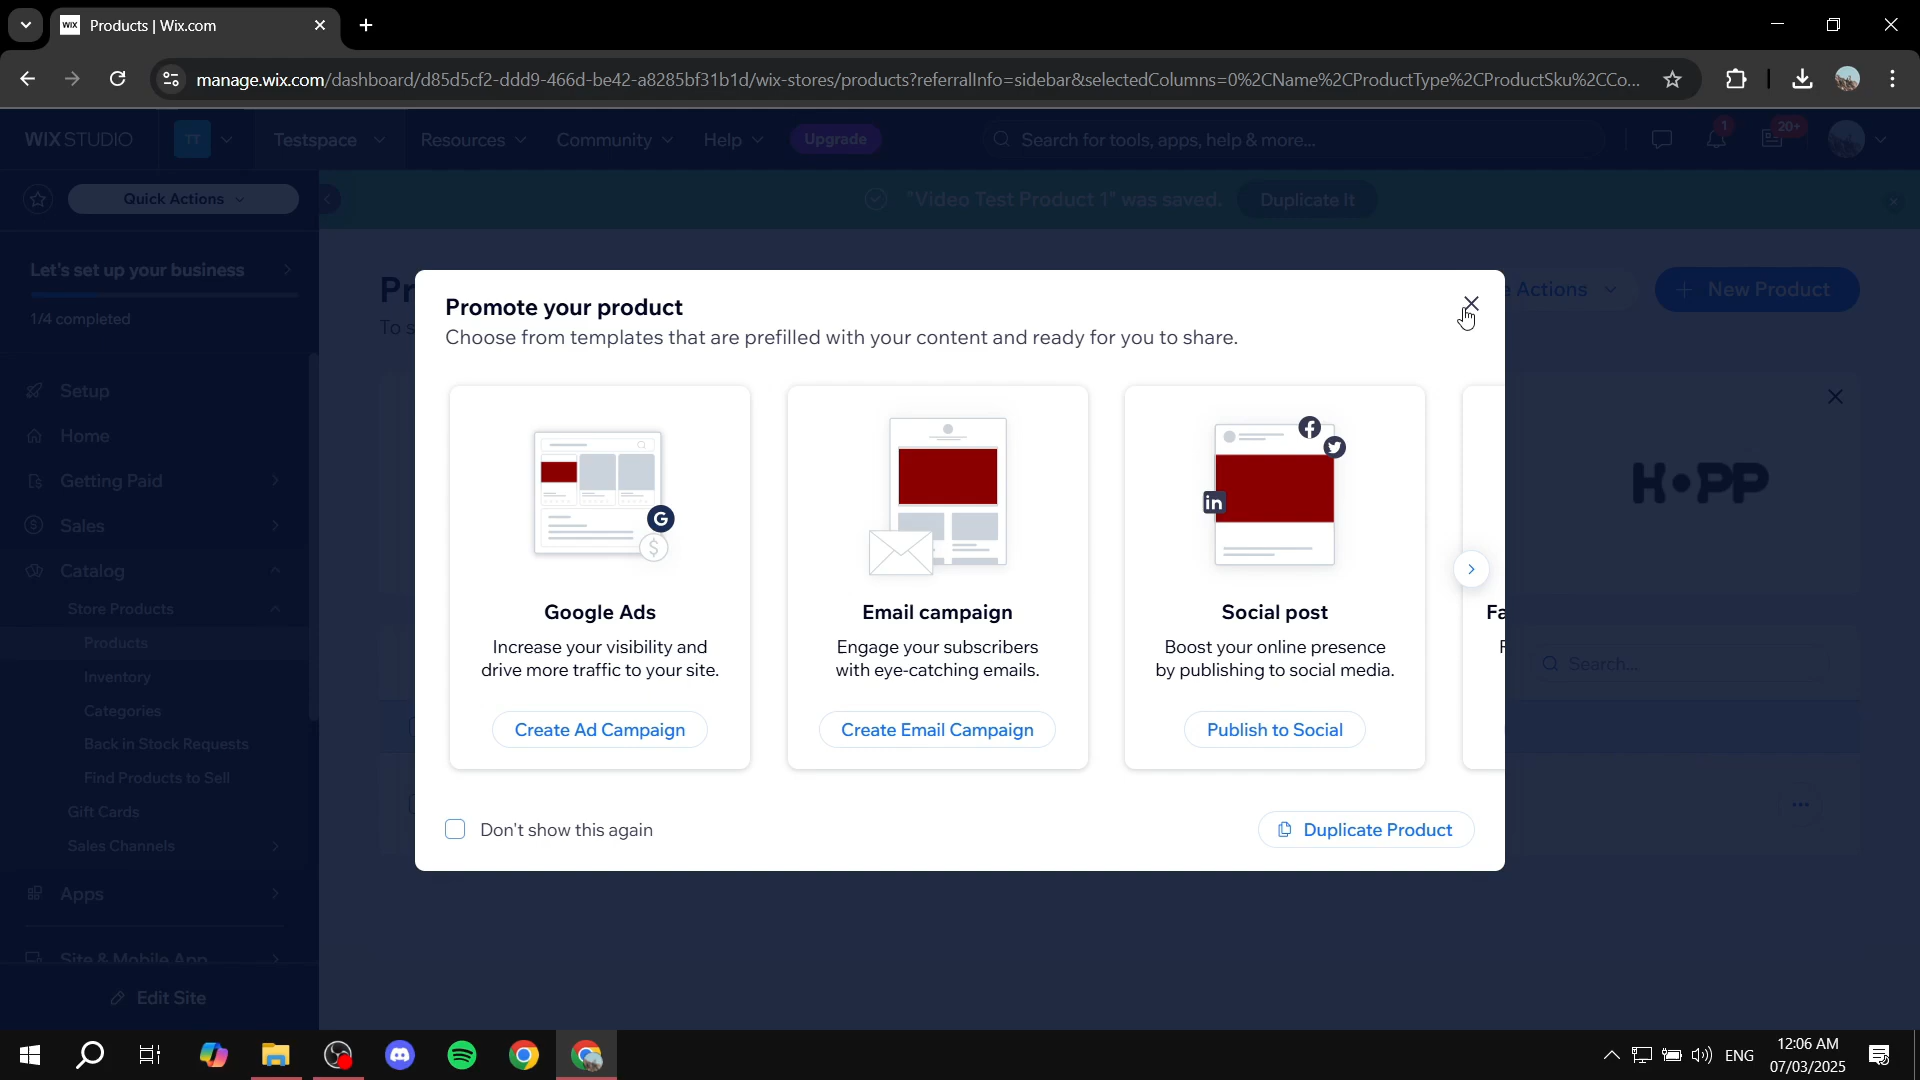 Products | Wix.com
manage.wix.com/dashboard/d85d5cf2-ddd9-466d-be42-a8285bf31b1d/wix-stores/products?referralInfo=sidebar&selectedColumns=0%2CName%2CProductType%2CProductSku%2CCo...
WIX STUDIO
TT
Testspace
Resources
Community
Help
Upgrade
Search for tools, apps, help & more...
1
20+
Quick Actions
"Video Test Product 1" was saved.
Duplicate It
Let's set up your business
1/4 completed
Pr
To s
e Actions
+ New Product
Promote your product
Choose from templates that are prefilled with your content and ready for you to share.
Setup
Home
Getting Paid
Sales
Catalog
Store Products
Products
Inventory
Categories
Back in Stock Requests
Find Products to Sell
Gift Cards
Sales Channels
Apps
Site & Mobile App
Edit Site
HOPP
G
$
in
Google Ads
Increase your visibility and
drive more traffic to your site.
Create Ad Campaign
Email campaign
Engage your subscribers
with eye-catching emails.
Create Email Campaign
Social post
Boost your online presence
by publishing to social media.
Publish to Social
Fa
Search...
Don't show this again
Duplicate Product
ENG
12:06 AM
07/03/2025